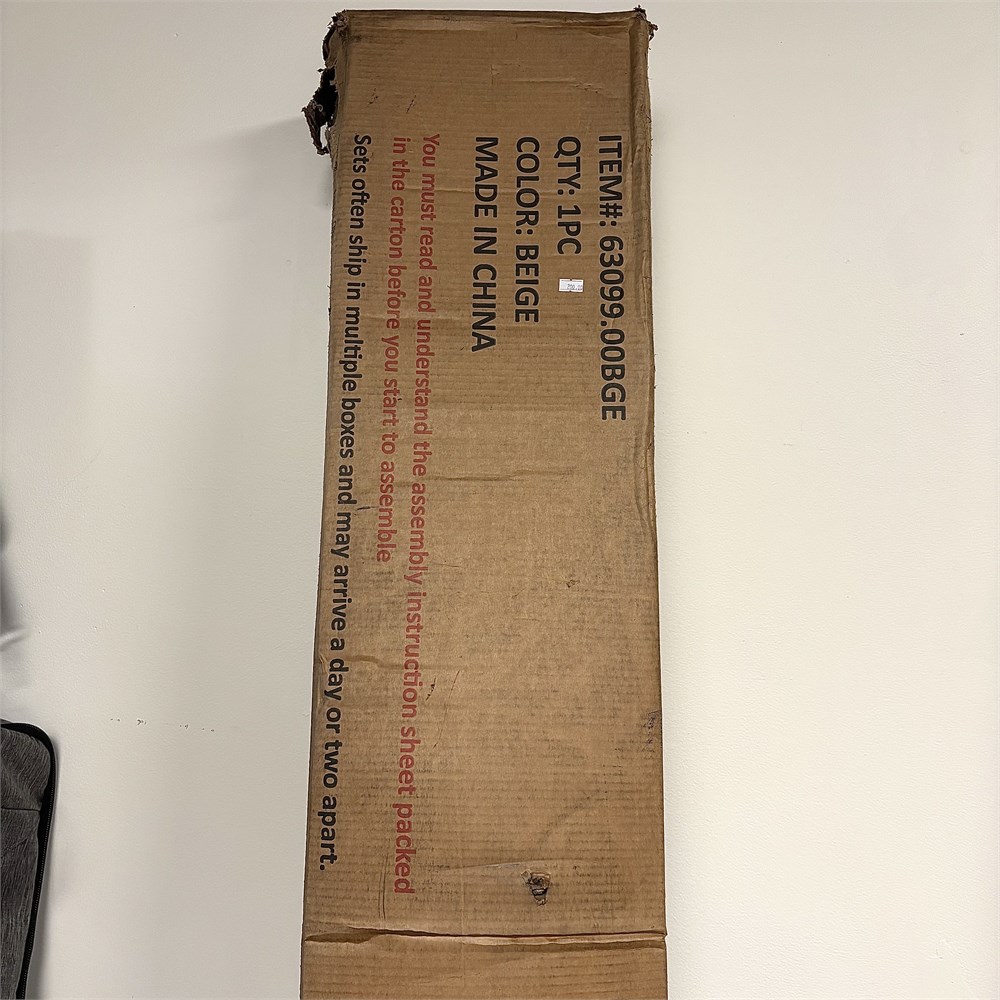 ITEM#: 63099.00BGE
QTY: 1PC
COLOR: BEIGE
MADE IN CHINA
You must read and understand the assembly instruction sheet packed
in the carton before you start to assemble
Sets often ship in multiple boxes and may arrive a day or two apart.